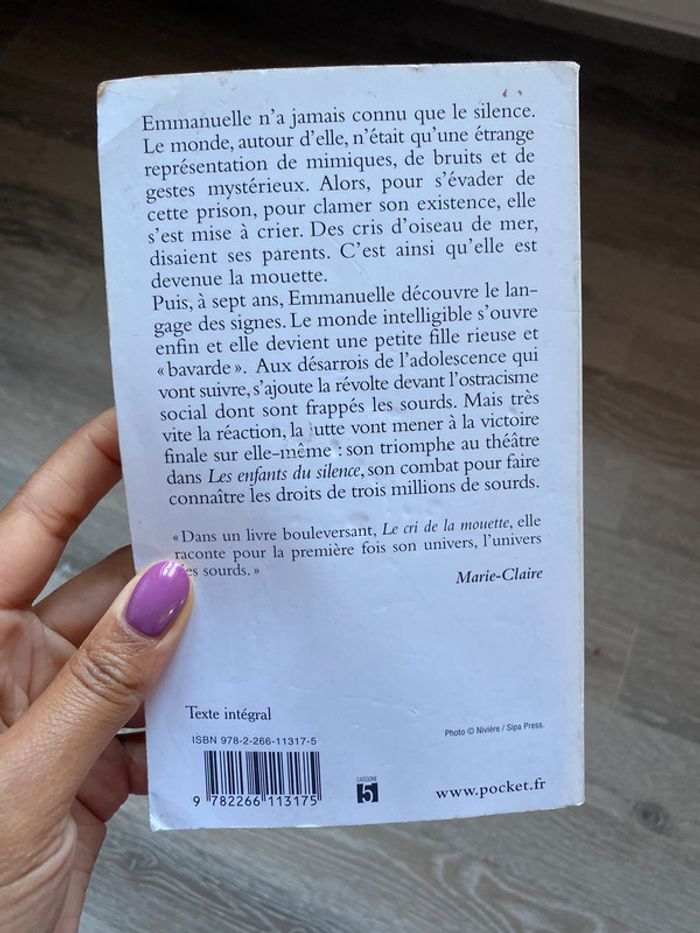 Emmanuelle n'a jamais connu que le silence.
Le monde, autour d'elle, n'était qu'une étrange
représentation de mimiques, de bruits et de
gestes mystérieux. Alors, pour s'évader de
cette prison, pour clamer son existence, elle
s'est mise à crier. Des cris d'oiseau de mer,
disaient ses parents. C'est ainsi qu'elle est
devenue la mouette.
Puis, à sept ans, Emmanuelle découvre le lan-
gage des signes. Le monde intelligible s'ouvre
enfin et elle devient une petite fille rieuse et
« bavarde ». Aux désarrois de l'adolescence qui
vont suivre, s'ajoute la révolte devant l'ostracisme
social dont sont frappés les sourds. Mais très
vite la réaction, la lutte vont mener à la victoire
finale sur elle-même : son triomphe au théâtre
dans Les enfants du silence, son combat pour faire
connaître les droits de trois millions de sourds.
« Dans un livre bouleversant, Le cri de la mouette, elle
raconte pour la première fois son univers, l'univers
es sourds. »
Marie-Claire
Texte intégral
Photo © Nivière / Sipa Press.
ISBN 978-2-266-11317-5
9 782266 113175
CATÉGORIE
5
www.pocket.fr